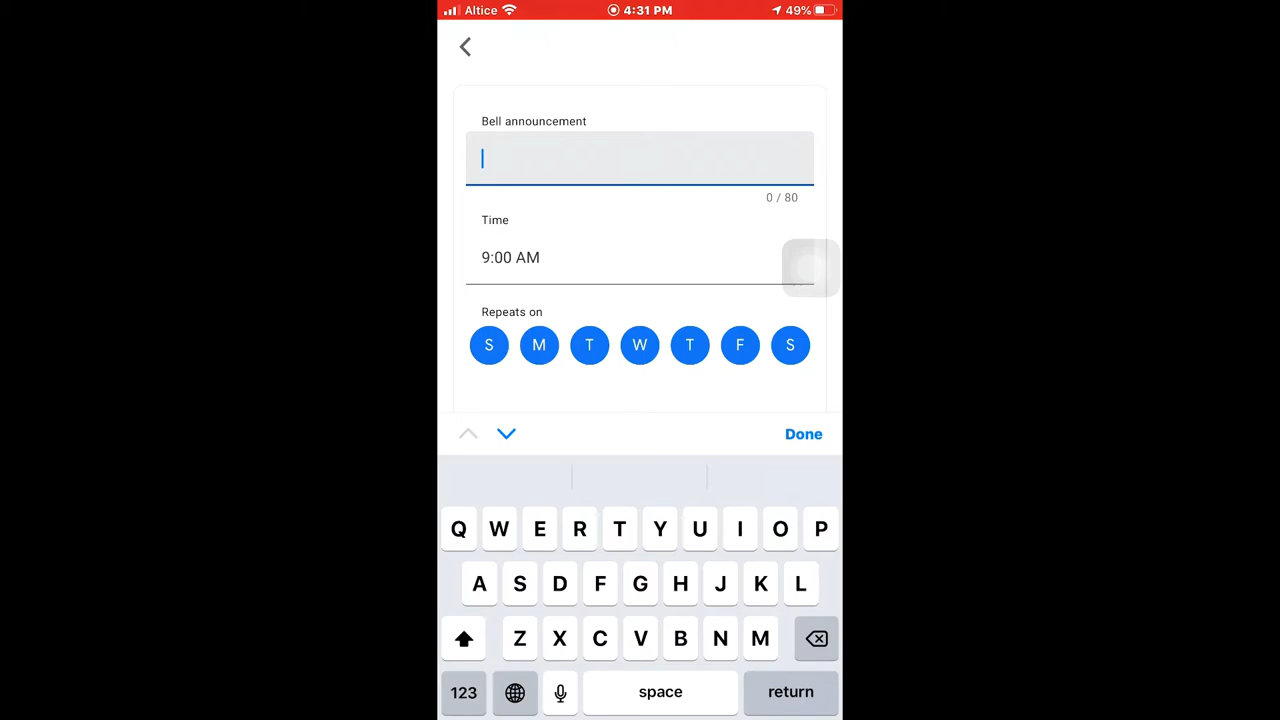 Altice 4:31 PM 49%
Bell announcement
0 / 80
Time
9:00 AM
Repeats on
S M T W T F S
Done
Q W E R T Y U I O P
A S D F G H J K L
Z X C V B N M
123 space return